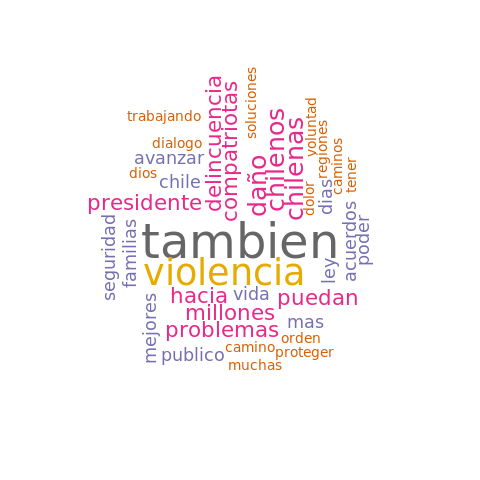 soluciones
trabajando
delincuencia
compatriotas
chilenos
chilenas
voluntad
regiones
caminos
dialogo
avanzar
daño
tener
dios
chile
dolor
dias
presidente
acuerdos
poder
seguridad
familias
tambien
violencia
ley
hacia
vida
puedan
mejores
millones
problemas
mas
orden
publico
camino
proteger
muchas